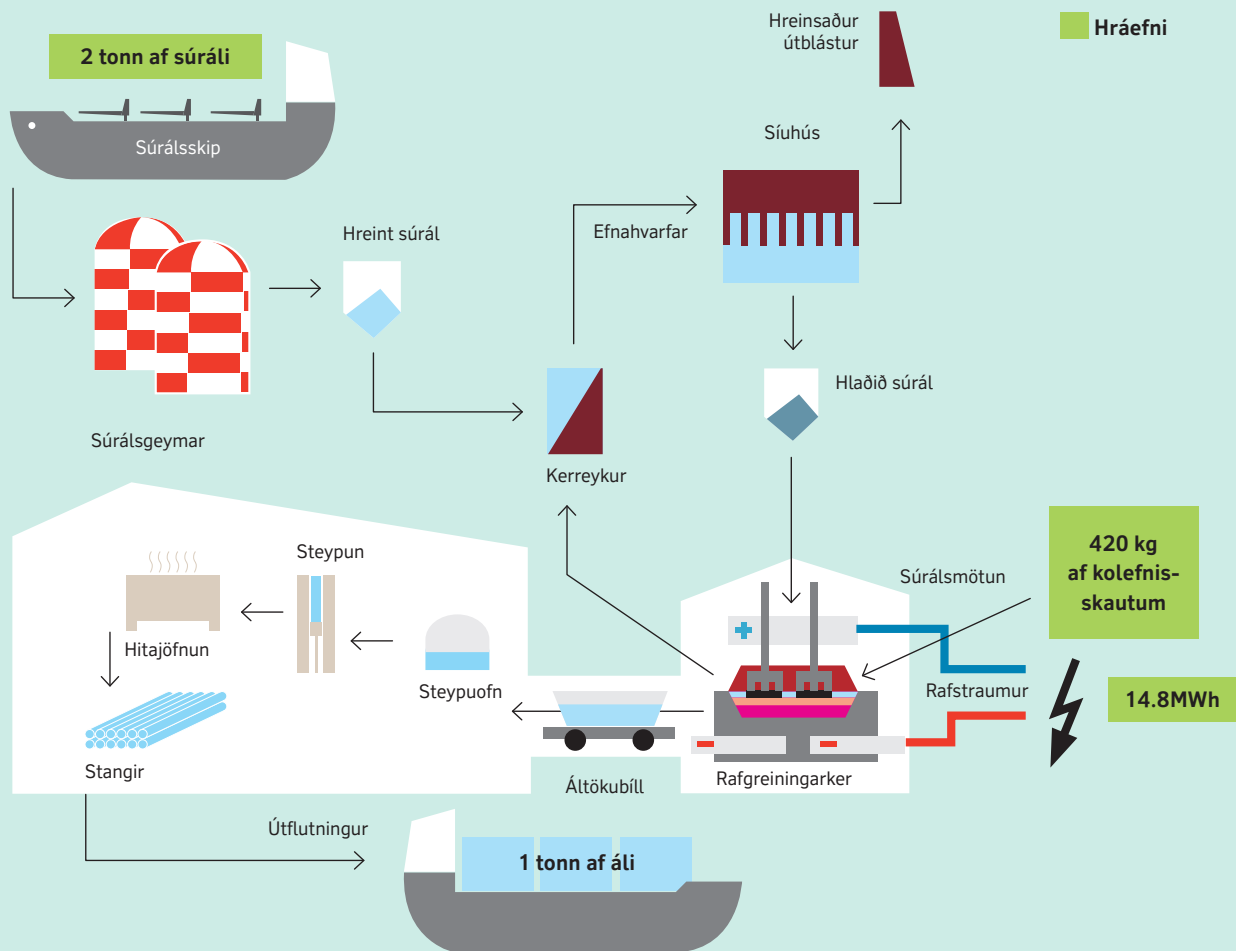 2 tonn af súráli
Súrálsskip
Hreinsaður
útblástur
Hráefni
Síuhús
Hreint súrál
Efnahvarfar
Hlaðið súrál
Súrálsgeymar
Kerreykur
420 kg
af kolefnis-
skautum
Súrálsmötun
Steypun
Hitajöfnun
Steypuofn
Rafstraumur
14.8MWh
Stangir
Áltökubíll
Rafgreiningarker
Útflutningur
1 tonn af áli